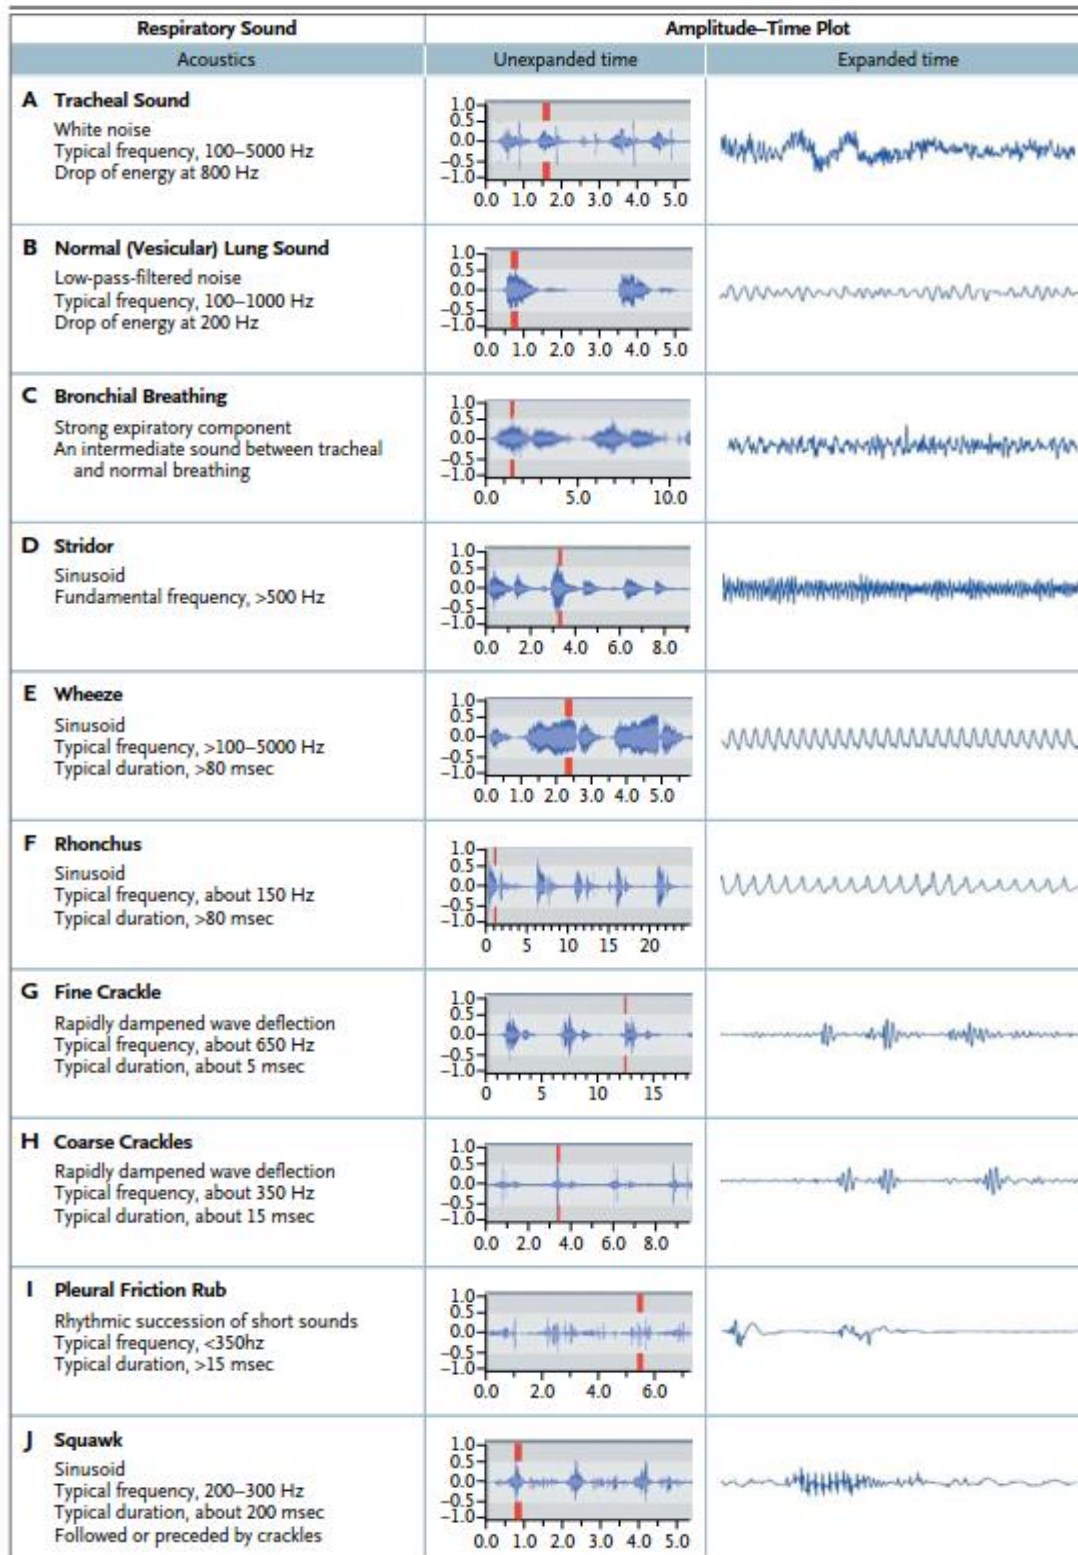 Respiratory Sound
Amplitude–Time Plot
Acoustics
Unexpanded time
Expanded time
A Tracheal Sound
White noise
Typical frequency, 100–5000 Hz
Drop of energy at 800 Hz
1.0
0.5
0.0
−0.5
−1.0
0.0 1.0 2.0 3.0 4.0 5.0
B Normal (Vesicular) Lung Sound
Low-pass-filtered noise
Typical frequency, 100–1000 Hz
Drop of energy at 200 Hz
1.0
0.5
0.0
−0.5
−1.0
0.0 1.0 2.0 3.0 4.0 5.0
C Bronchial Breathing
Strong expiratory component
An intermediate sound between tracheal
and normal breathing
1.0
0.5
0.0
−0.5
−1.0
0.0 5.0 10.0
D Stridor
Sinusoid
Fundamental frequency, >500 Hz
1.0
0.5
0.0
−0.5
−1.0
0.0 2.0 4.0 6.0 8.0
E Wheeze
Sinusoid
Typical frequency, >100–5000 Hz
Typical duration, >80 msec
1.0
0.5
0.0
−0.5
−1.0
0.0 1.0 2.0 3.0 4.0 5.0
F Rhonchus
Sinusoid
Typical frequency, about 150 Hz
Typical duration, >80 msec
1.0
0.5
0.0
−0.5
−1.0
0 5 10 15 20
G Fine Crackle
Rapidly dampened wave deflection
Typical frequency, about 650 Hz
Typical duration, about 5 msec
1.0
0.5
0.0
−0.5
−1.0
0 5 10 15
H Coarse Crackles
Rapidly dampened wave deflection
Typical frequency, about 350 Hz
Typical duration, about 15 msec
1.0
0.5
0.0
−0.5
−1.0
0.0 2.0 4.0 6.0 8.0
I Pleural Friction Rub
Rhythmic succession of short sounds
Typical frequency, <350hz
Typical duration, >15 msec
1.0
0.5
0.0
−0.5
−1.0
0.0 2.0 4.0 6.0
J Squawk
Sinusoid
Typical frequency, 200–300 Hz
Typical duration, about 200 msec
Followed or preceded by crackles
1.0
0.5
0.0
−0.5
−1.0
0.0 1.0 2.0 3.0 4.0 5.0